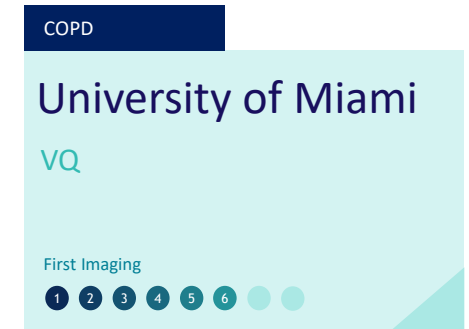 COPD
University of Miami
VQ
First Imaging
1 2 3 4 5 6